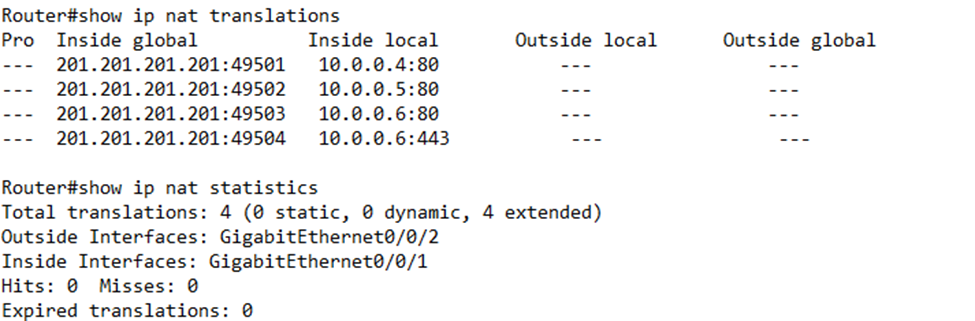 Router#show ip nat translations
Pro  Inside global         Inside local       Outside local      Outside global
---  201.201.201.201:49501   10.0.0.4:80          ---                ---
---  201.201.201.201:49502   10.0.0.5:80          ---                ---
---  201.201.201.201:49503   10.0.0.6:80          ---                ---
---  201.201.201.201:49504   10.0.0.6:443          ---               ---
Router#show ip nat statistics
Total translations: 4 (0 static, 0 dynamic, 4 extended)
Outside Interfaces: GigabitEthernet0/0/2
Inside Interfaces: GigabitEthernet0/0/1
Hits: 0  Misses: 0
Expired translations: 0